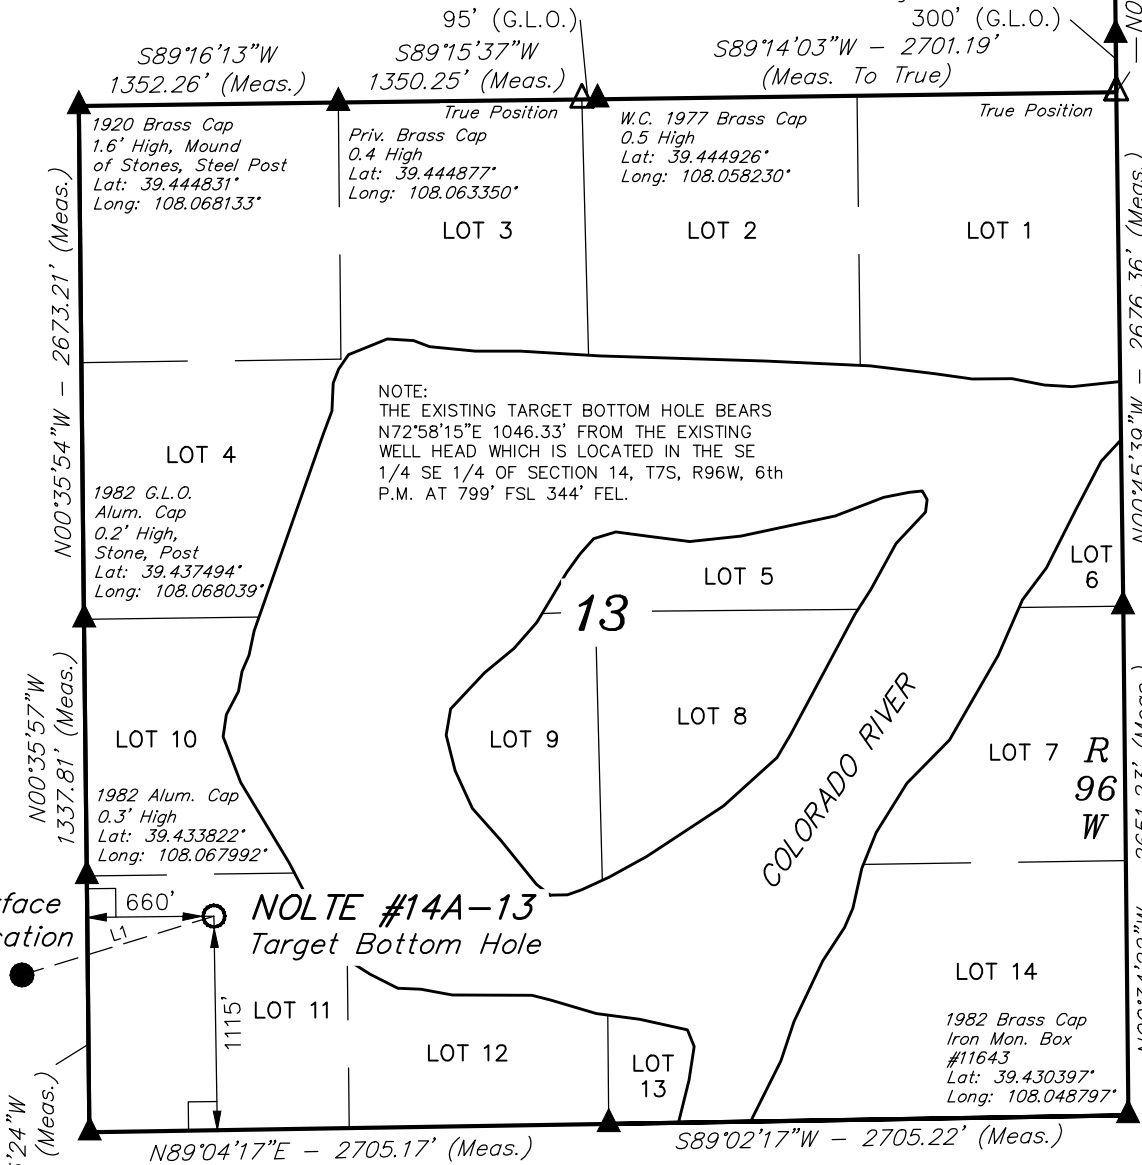 95' (G.L.O.)
300' (G.L.O.)
S89°16'13"W
1352.26' (Meas.)
S89°15'37"W
1350.25' (Meas.)
S89°14'03"W - 2701.19'
(Meas. To True)
True Position
True Position
1920 Brass Cap
1.6' High, Mound
of Stones, Steel Post
Lat: 39.444831°
Long: 108.068133°
Priv. Brass Cap
0.4 High
Lat: 39.444877°
Long: 108.063350°
W.C. 1977 Brass Cap
0.5 High
Lat: 39.444926°
Long: 108.058230°
LOT 3
LOT 2
LOT 1
N00°35'54"W - 2673.21' (Meas.)
N00°45'39"W - 2676.36' (Meas.)
NOTE:
THE EXISTING TARGET BOTTOM HOLE BEARS
N72°58'15"E 1046.33' FROM THE EXISTING
WELL HEAD WHICH IS LOCATED IN THE SE
1/4 SE 1/4 OF SECTION 14, T7S, R96W, 6th
P.M. AT 799' FSL 344' FEL.
LOT 4
1982 G.L.O.
Alum. Cap
0.2' High,
Stone, Post
Lat: 39.437494°
Long: 108.068039°
LOT 5
LOT
6
13
N00°35'57"W
1337.81' (Meas.)
LOT 10
LOT 9
LOT 8
COLORADO RIVER
LOT 7
R
96
W
1982 Alum. Cap
0.3' High
Lat: 39.433822°
Long: 108.067992°
rface
cation
660'
L1
NOLTE #14A-13
Target Bottom Hole
1115'
LOT 11
LOT 12
LOT
13
LOT 14
1982 Brass Cap
Iron Mon. Box
#11643
Lat: 39.430397°
Long: 108.048797°
'24"W
(Meas.)
N89°04'17"E - 2705.17' (Meas.)
S89°02'17"W - 2705.22' (Meas.)